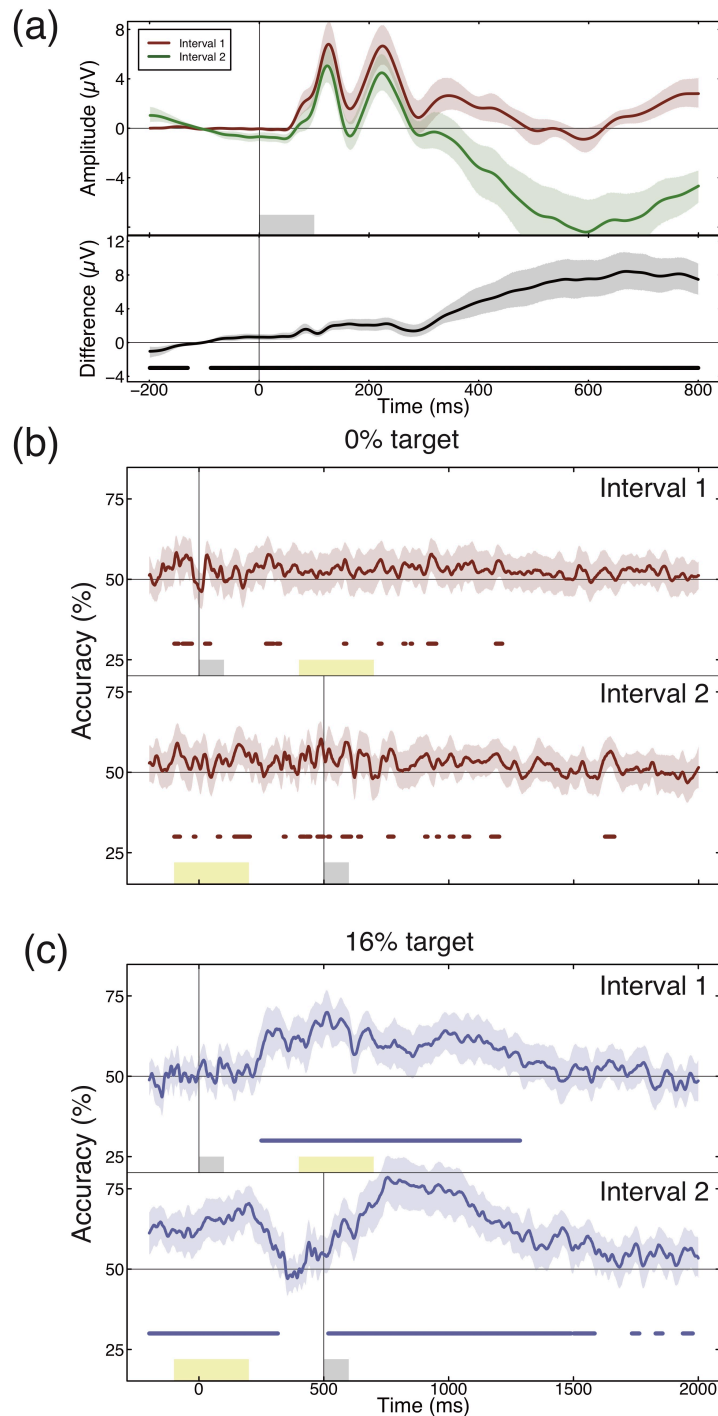 (a)
8
4
0
−4
Amplitude (µV)
Interval 1
Interval 2
12
8
4
0
−4
Difference (µV)
−200 0 200 400 600 800
Time (ms)
(b)
0% target
Interval 1
75
50
25
Interval 2
75
50
25
Accuracy (%)
(c)
16% target
Interval 1
75
50
25
Interval 2
75
50
25
Accuracy (%)
0 500 1000 1500 2000
Time (ms)